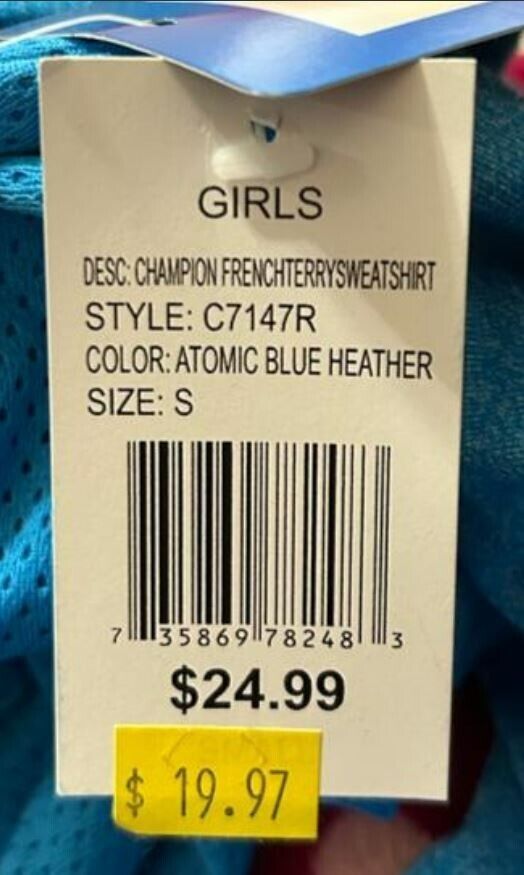 GIRLS
DESC: CHAMPION FRENCHTERRYSWEATSHIRT
STYLE: C7147R
COLOR: ATOMIC BLUE HEATHER
SIZE: S
7 35869 78248 3
$24.99
$ 19.97